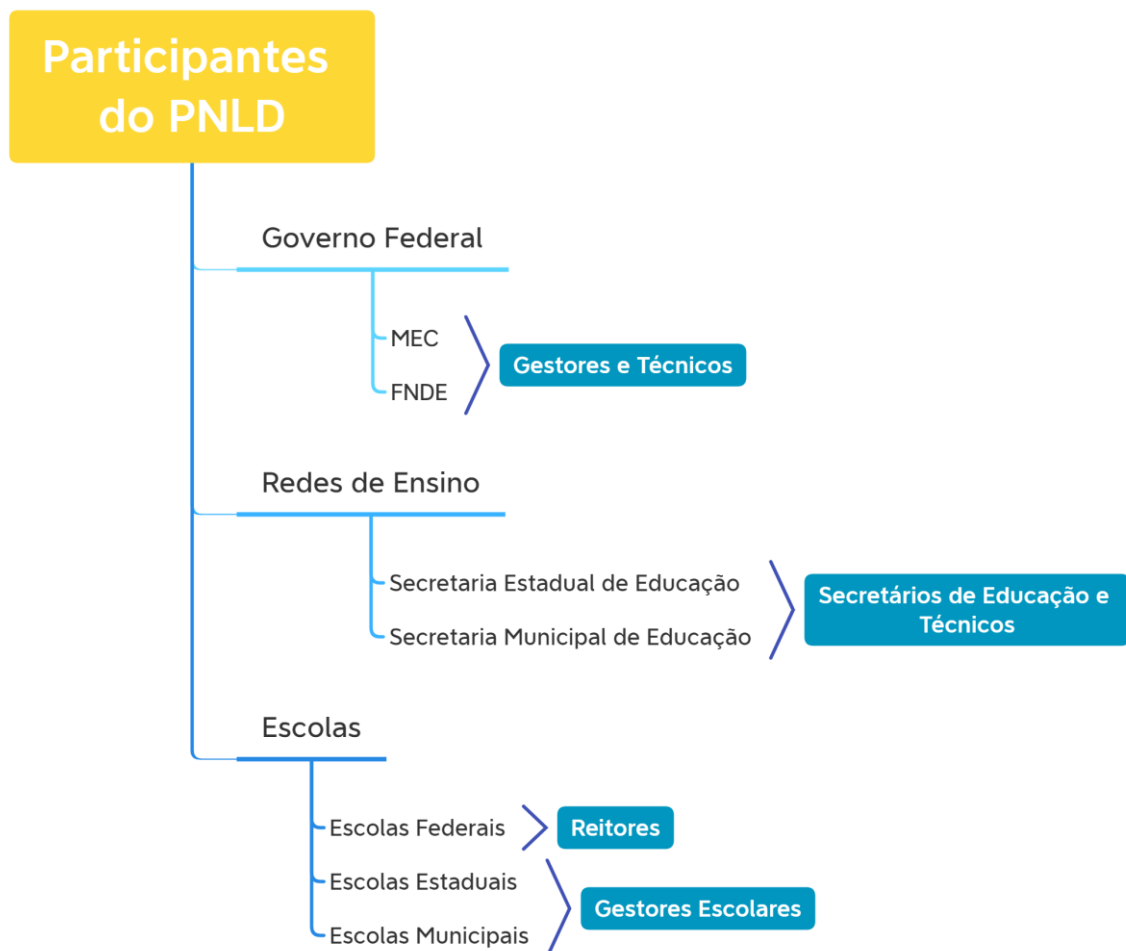 Participantes
do PNLD
Governo Federal
MEC
FNDE
Gestores e Técnicos
Redes de Ensino
Secretaria Estadual de Educação
Secretaria Municipal de Educação
Secretários de Educação e
Técnicos
Escolas
Escolas Federais
Reitores
Escolas Estaduais
Escolas Municipais
Gestores Escolares